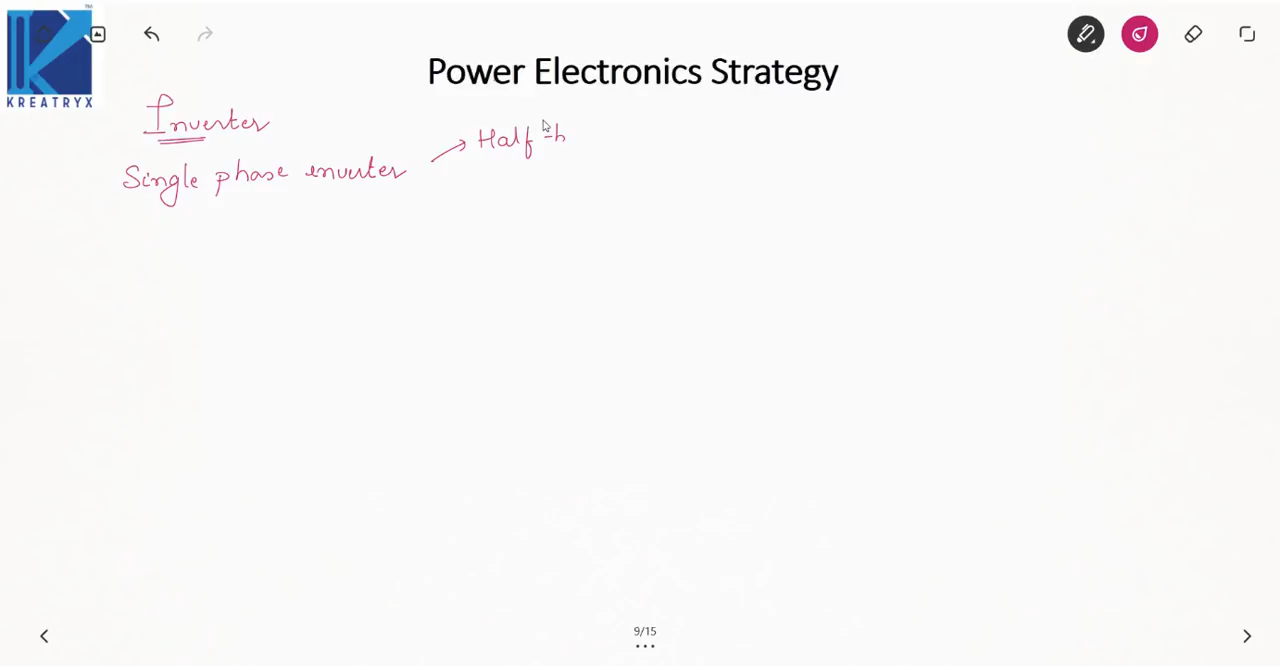 KREATRYX
Power Electronics Strategy
Inverter
Half-b
Single phase inverter
9/15